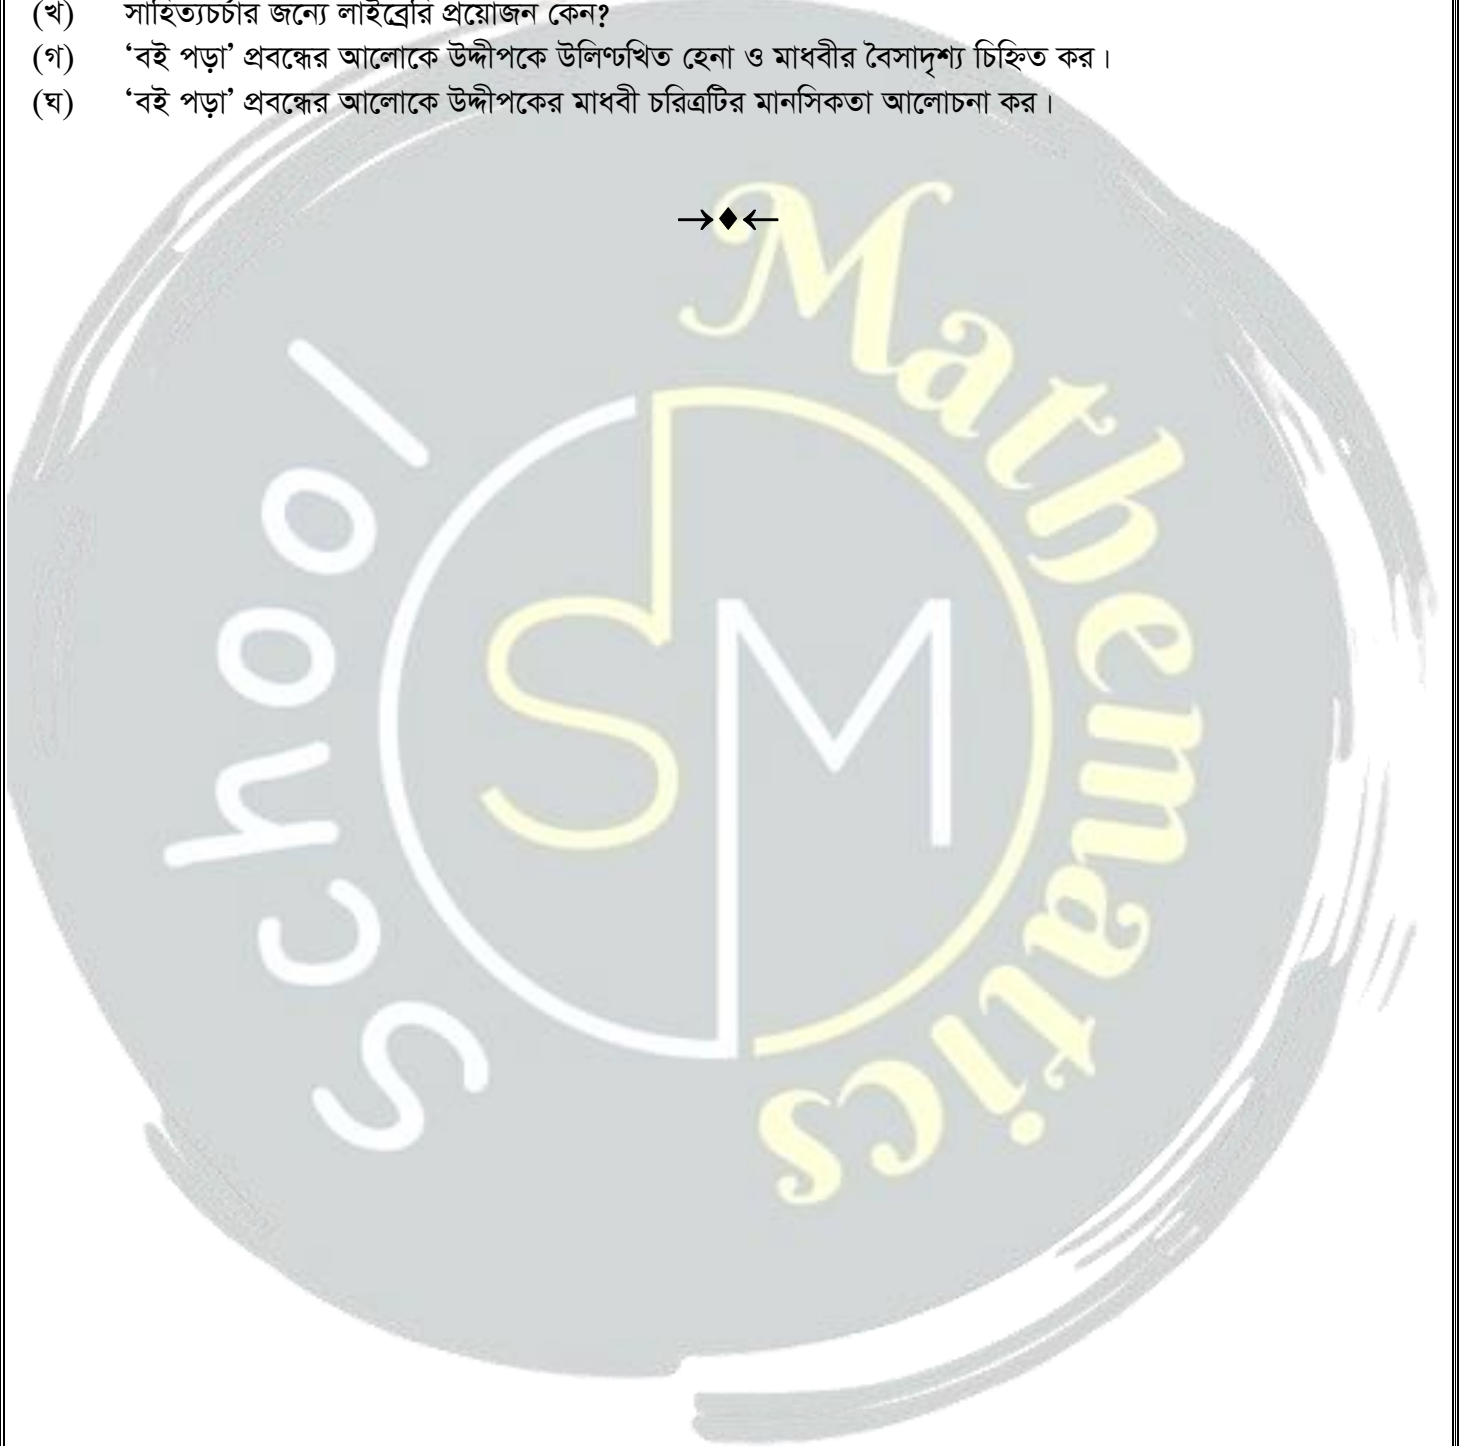 (খ) সাহিত্যচর্চার জন্যে লাইব্রেরি প্রয়োজন কেন?
(গ) ‘বই পড়া’ প্রবন্ধের আলোকে উদ্দীপকে উলিণ্ঢখিত হেনা ও মাধবীর বৈসাদৃশ্য চিহ্নিত কর।
(ঘ) ‘বই পড়া’ প্রবন্ধের আলোকে উদ্দীপকের মাধবী চরিত্রটির মানসিকতা আলোচনা কর।
→♦←
School
Mathematics
SM